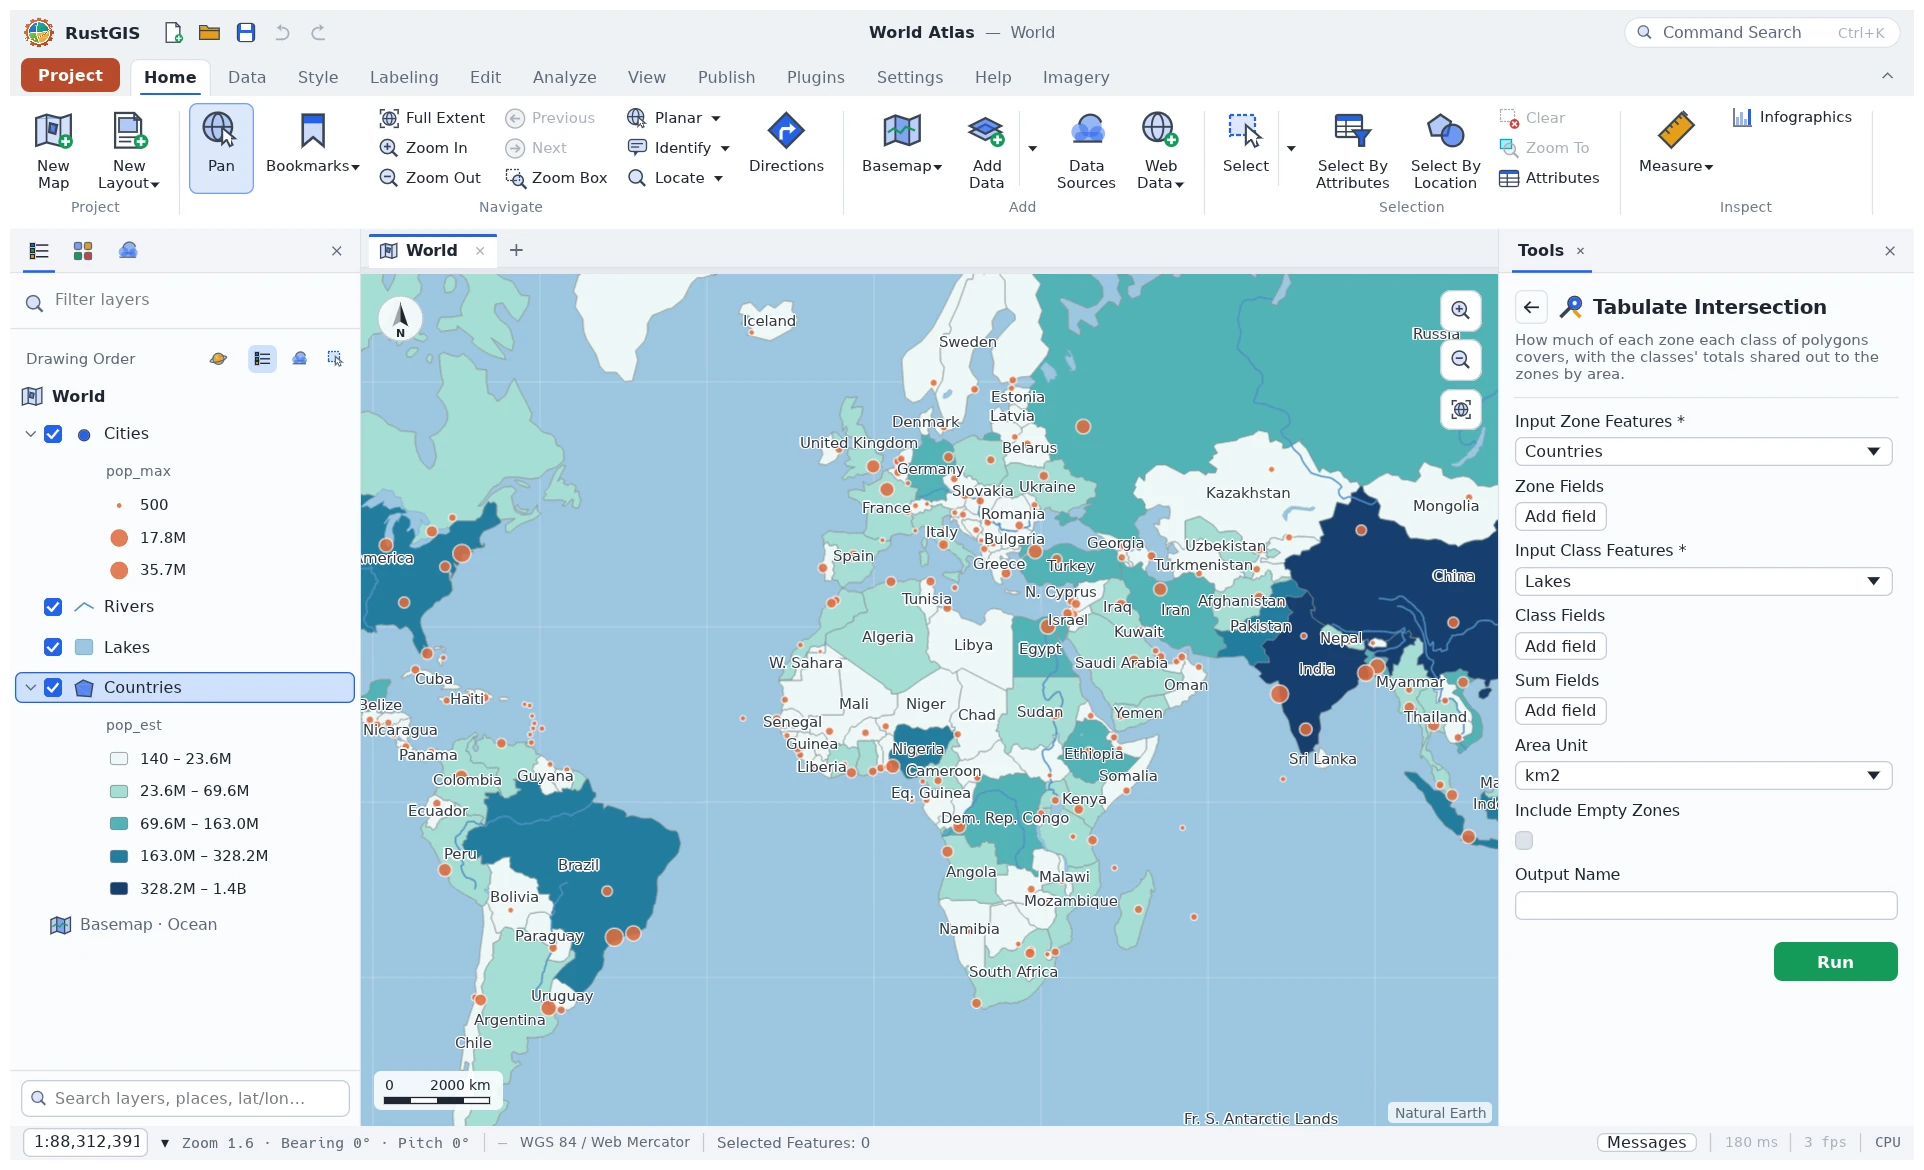 RustGIS
World Atlas — World
Command Search Ctrl+K
Project Home Data Style Labeling Edit Analyze View Publish Plugins Settings Help Imagery
New Map
New Layout
Project
Pan
Bookmarks
Full Extent
Zoom In
Zoom Out
Previous
Next
Zoom Box
Planar
Identify
Locate
Directions
Navigate
Basemap
Add Data
Data Sources
Web Data
Add
Select
Select By Attributes
Select By Location
Clear
Zoom To
Attributes
Selection
Measure
Infographics
Inspect
Filter layers
Drawing Order
World
Cities
pop_max
500
17.8M
35.7M
Rivers
Lakes
Countries
pop_est
140 – 23.6M
23.6M – 69.6M
69.6M – 163.0M
163.0M – 328.2M
328.2M – 1.4B
Basemap · Ocean
Search layers, places, lat/lon...
World
N
Iceland
Sweden
Russia
Estonia
Latvia
Denmark
United Kingdom
Belarus
Germany
Slovakia
Ukraine
Kazakhstan
Mongolia
France
Romania
Italy
Bulgaria
Georgia
Uzbekistan
Spain
Greece
Turkey
Turkmenistan
China
merica
N. Cyprus
Tunisia
Iraq
Iran
Afghanistan
Israel
Kuwait
Pakistan
Nepal
Algeria
Libya
Egypt
W. Sahara
Saudi Arabia
India
Cuba
Oman
Myanmar
Haiti
Belize
Mali
Niger
Chad
Sudan
Yemen
Thailand
Senegal
Nicaragua
Guinea
Nigeria
Ethiopia
Sri Lanka
Panama
Liberia
Cameroon
Somalia
Colombia
Guyana
Eq. Guinea
Kenya
Ma
Ind
Ecuador
Dem. Rep. Congo
Peru
Brazil
Angola
Malawi
Bolivia
Mozambique
Paraguay
Namibia
South Africa
Uruguay
Argentina
Chile
Fr. S. Antarctic Lands
0 2000 km
Natural Earth
Tools
Tabulate Intersection
How much of each zone each class of polygons
covers, with the classes' totals shared out to the
zones by area.
Input Zone Features *
Countries
Zone Fields
Add field
Input Class Features *
Lakes
Class Fields
Add field
Sum Fields
Add field
Area Unit
km2
Include Empty Zones
Output Name
Run
1:88,312,391 Zoom 1.6 · Bearing 0° · Pitch 0° — WGS 84 / Web Mercator Selected Features: 0
Messages 180 ms 3 fps CPU